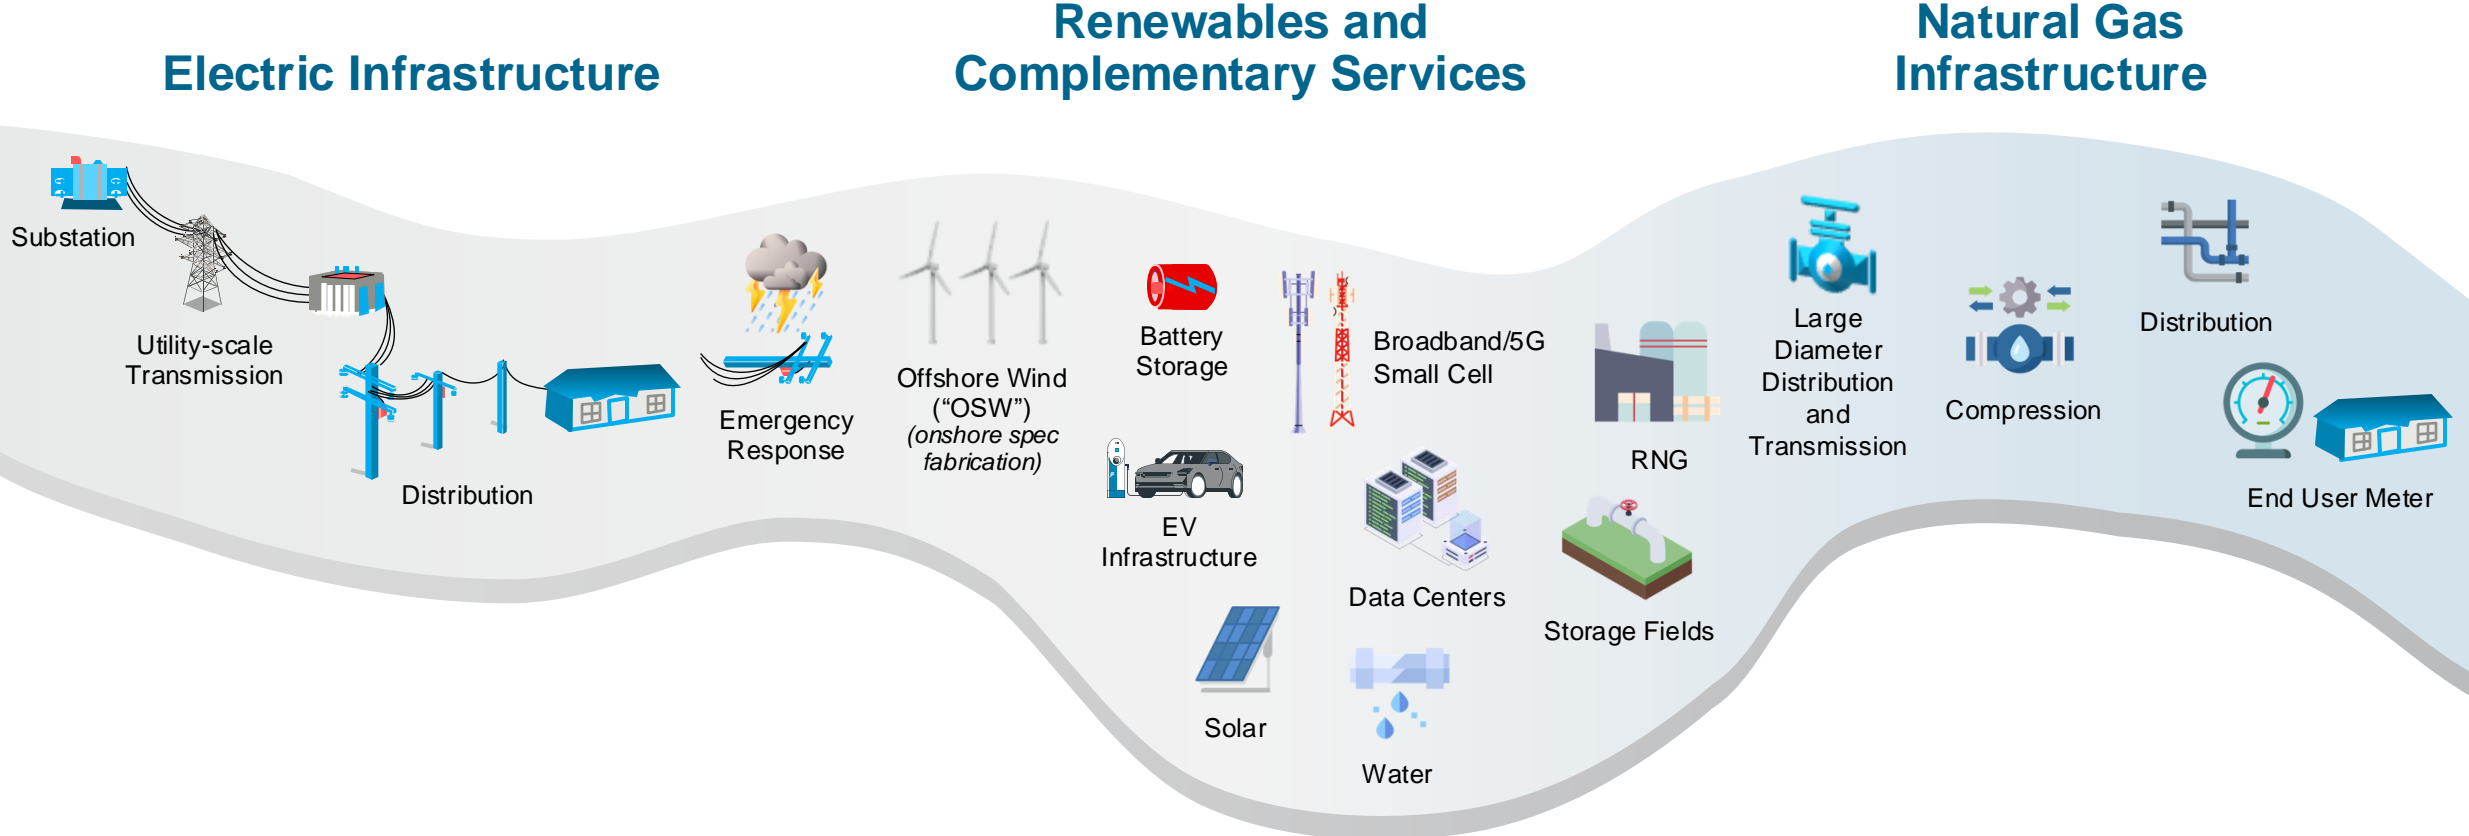 Electric Infrastructure
Renewables and
Complementary Services
Natural Gas
Infrastructure
Substation
Utility-scale
Transmission
Distribution
Emergency
Response
Offshore Wind
(“OSW”)
(onshore spec
fabrication)
Battery
Storage
Broadband/5G
Small Cell
EV
Infrastructure
Data Centers
Solar
Water
RNG
Storage Fields
Large
Diameter
Distribution
and
Transmission
Compression
Distribution
End User Meter